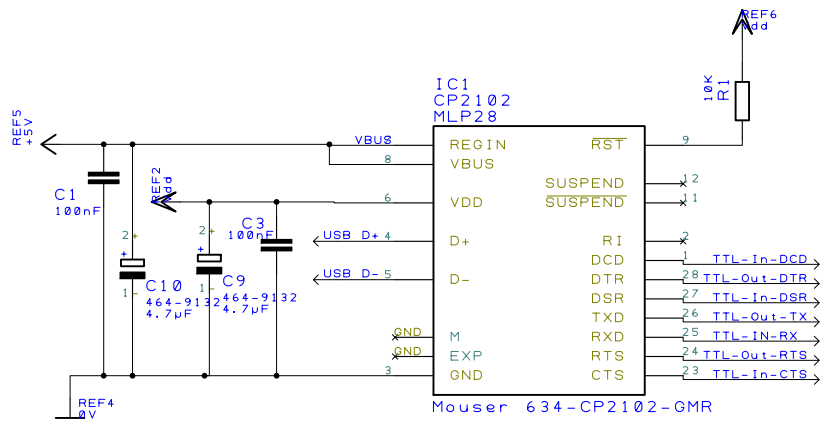 REF6
Vdd
IC1
CP2102
MLP28
10K
R1
REF5
+5V
VBUS
7
REGIN
RST
9
8
VBUS
REF2
Vdd
SUSPEND
12
C1
100nF
6
VDD
SUSPEND
11
C3
100nF
2
+
2
+
USB D+
4
D+
RI
2
DCD
1
TTL-In-DCD
USB D-
5
D-
DTR
28
TTL-Out-DTR
1
-
C10
464-9132
4.7µF
1
-
C9
464-9132
4.7µF
DSR
27
TTL-In-DSR
TXD
26
TTL-Out-TX
GND
M
RXD
25
TTL-IN-RX
GND
EXP
RTS
24
TTL-Out-RTS
3
GND
CTS
23
TTL-In-CTS
REF4
0V
Mouser 634-CP2102-GMR